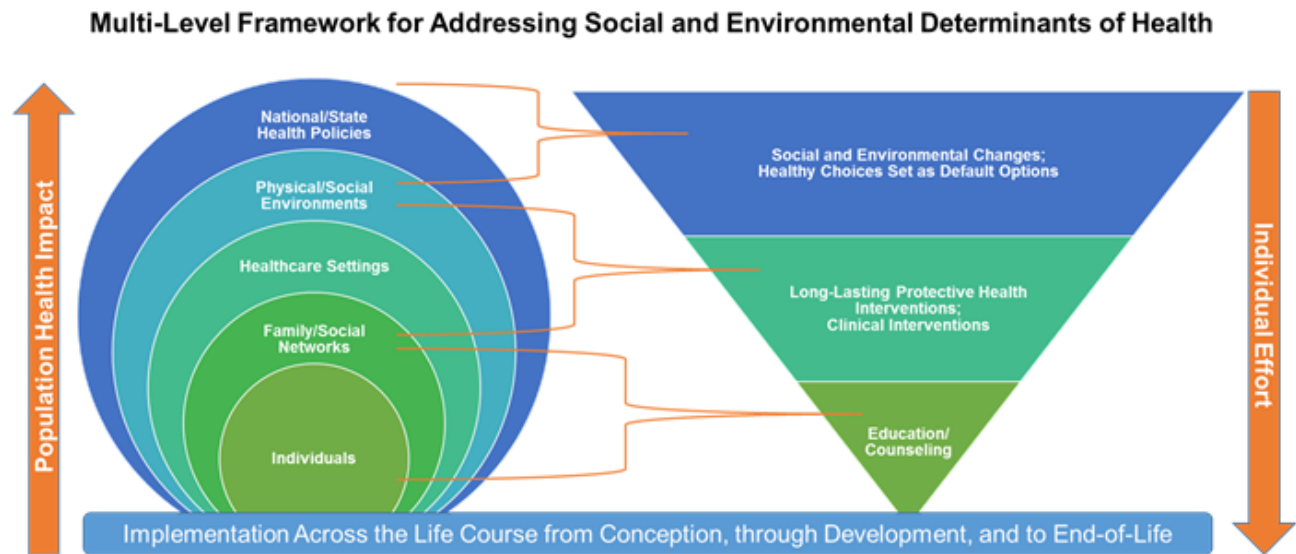 Multi-Level Framework for Addressing Social and Environmental Determinants of Health
Population Health Impact
National/State
Health Policies
Physical/Social
Environments
Healthcare Settings
Family/Social
Networks
Individuals
Social and Environmental Changes;
Healthy Choices Set as Default Options
Long-Lasting Protective Health
Interventions;
Clinical Interventions
Education/
Counseling
Individual Effort
Implementation Across the Life Course from Conception, through Development, and to End-of-Life